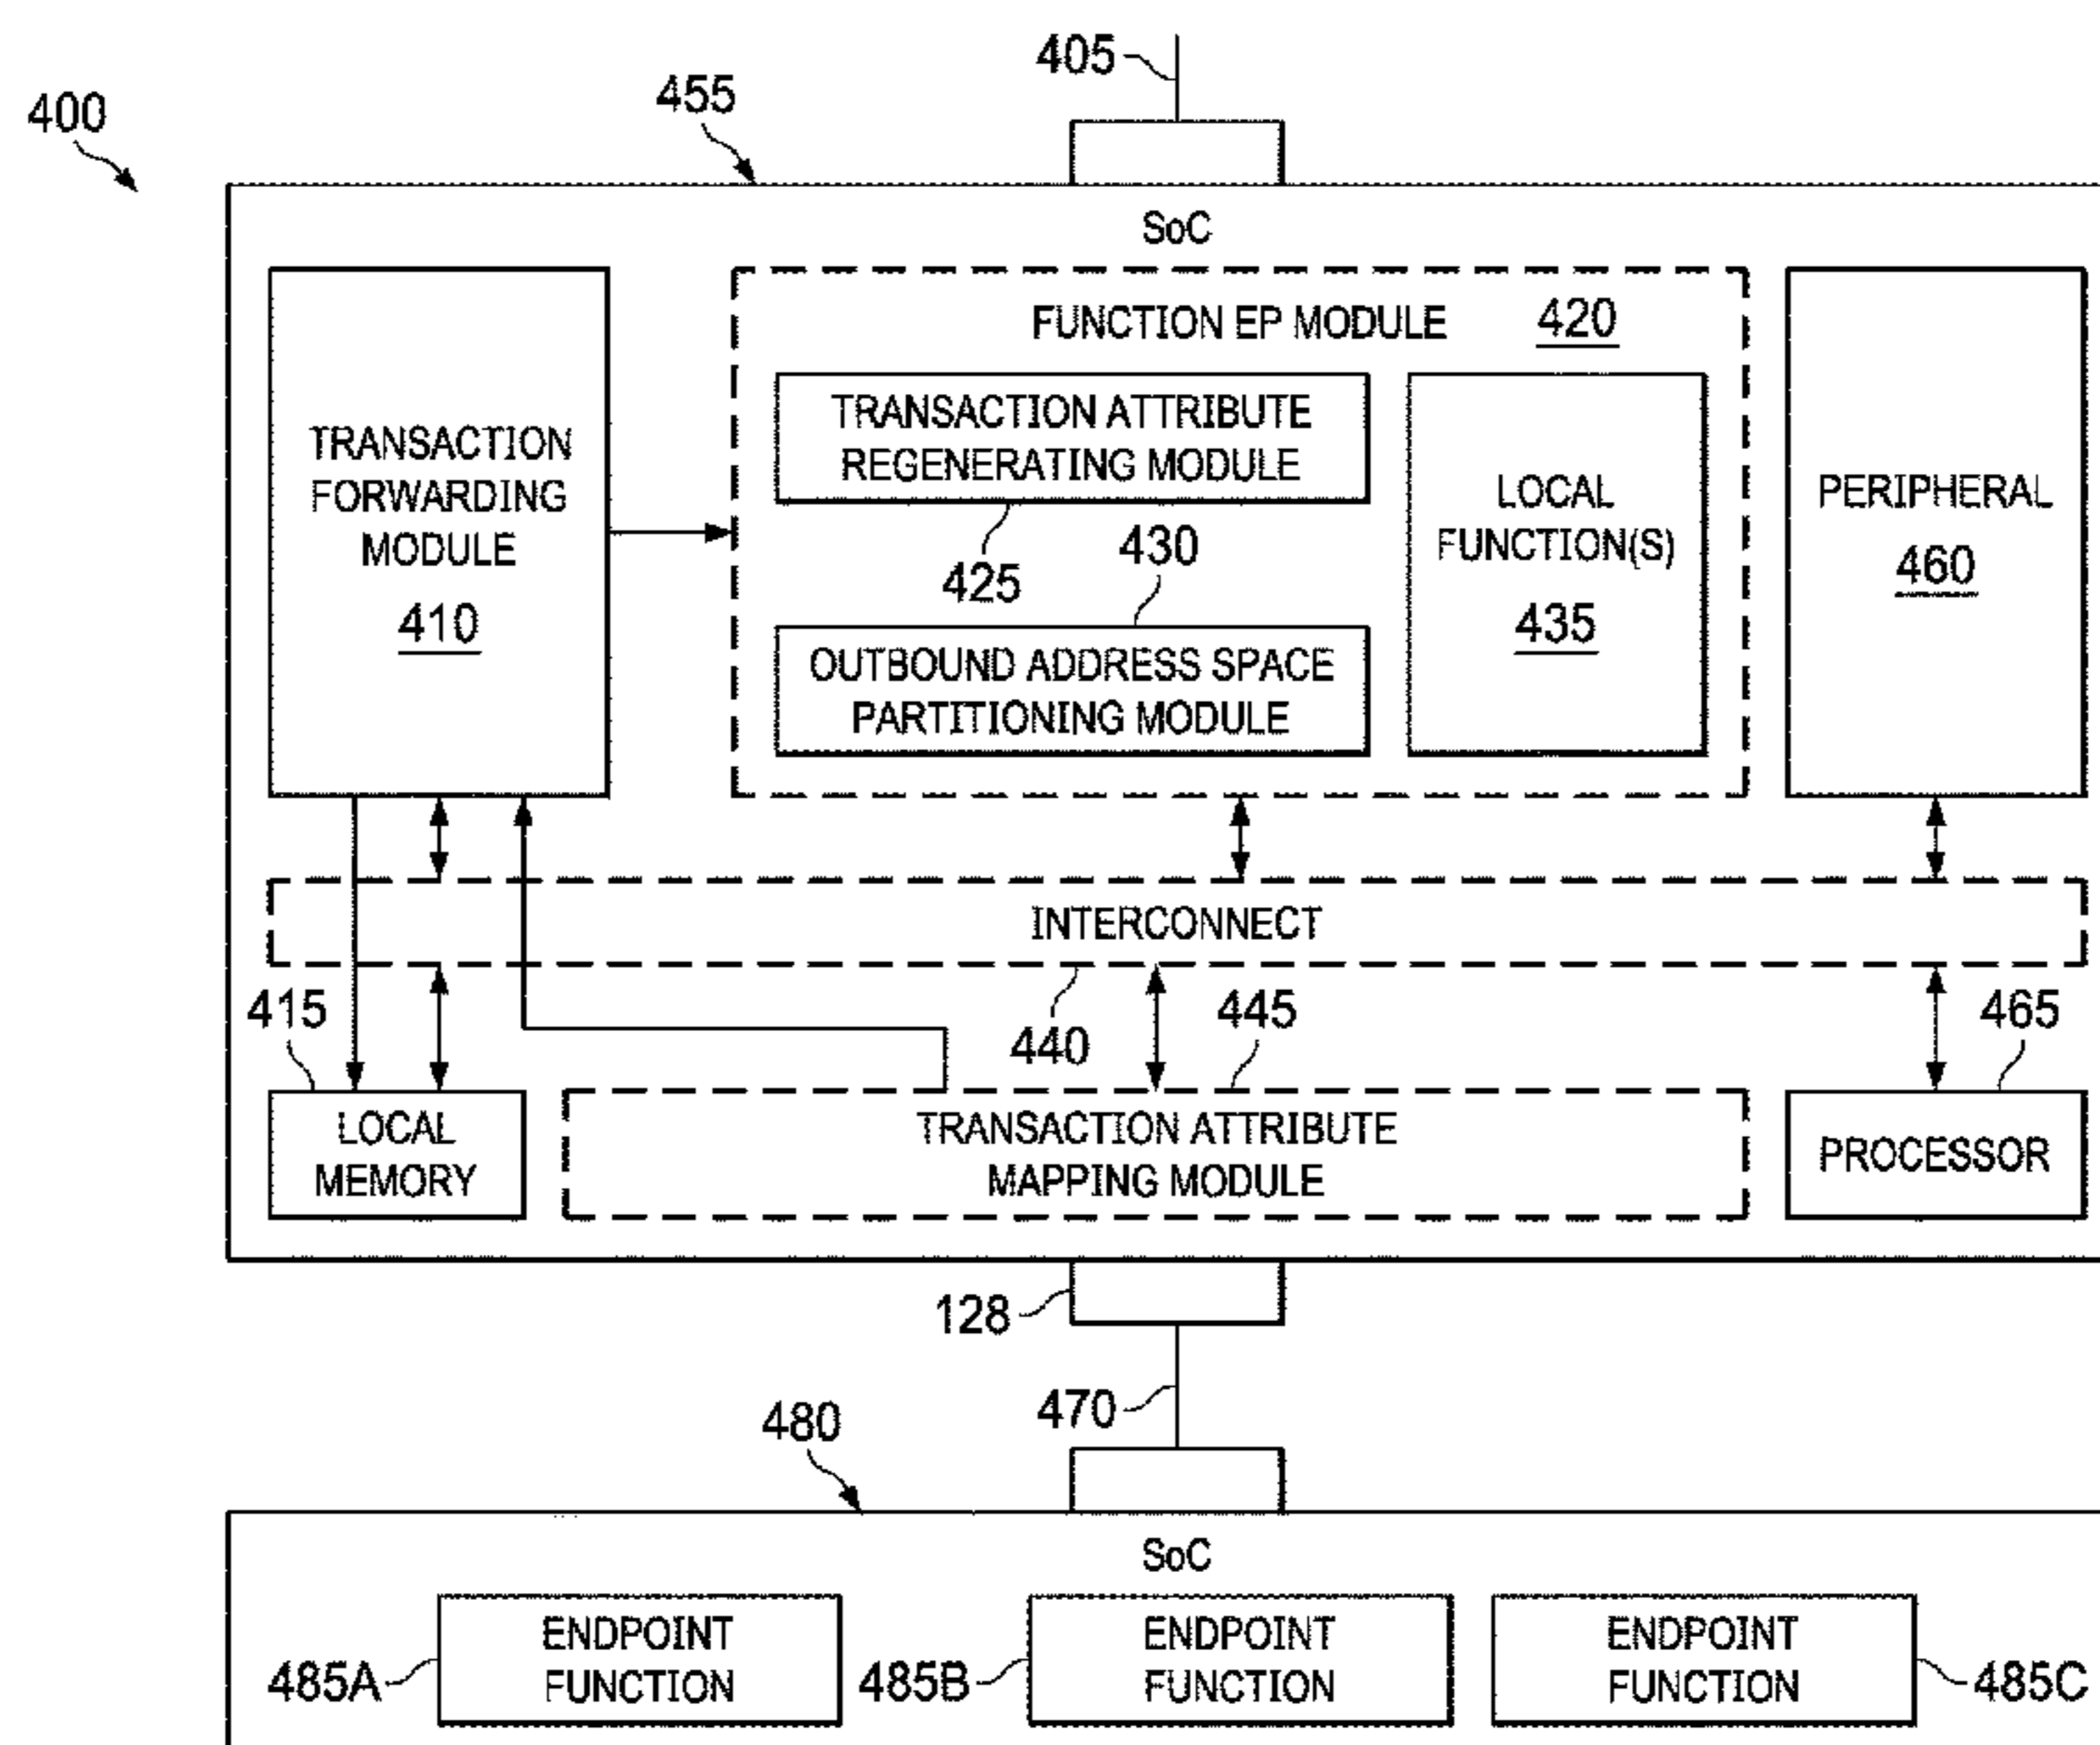 405
455
400
SoC
TRANSACTION
FORWARDING
MODULE
410
FUNCTION EP MODULE 420
TRANSACTION ATTRIBUTE
REGENERATING MODULE
425
430
OUTBOUND ADDRESS SPACE
PARTITIONING MODULE
LOCAL
FUNCTION(S)
435
PERIPHERAL
460
INTERCONNECT
415
440
445
465
LOCAL
MEMORY
TRANSACTION ATTRIBUTE
MAPPING MODULE
PROCESSOR
128
470
480
SoC
ENDPOINT
FUNCTION
485A
ENDPOINT
FUNCTION
485B
ENDPOINT
FUNCTION
485C